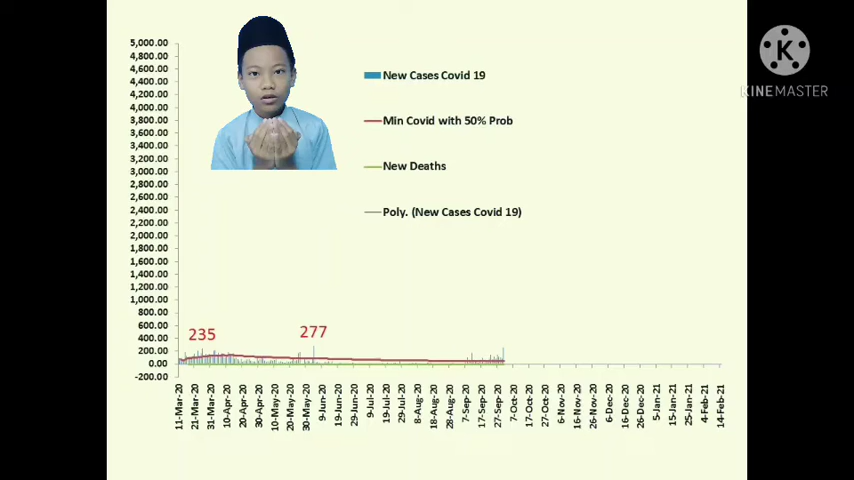 5,000.00
4,800.00
4,600.00
4,400.00
4,200.00
4,000.00
3,800.00
3,600.00
3,400.00
3,200.00
3,000.00
2,800.00
2,600.00
2,400.00
2,200.00
2,000.00
1,800.00
1,600.00
1,400.00
1,200.00
1,000.00
800.00
600.00
400.00
200.00
0.00
-200.00
New Cases Covid 19
Min Covid with 50% Prob
New Deaths
Poly. (New Cases Covid 19)
K
KINEMASTER
235
277
11-Mar-20
21-Mar-20
31-Mar-20
10-Apr-20
20-Apr-20
30-Apr-20
10-May-20
20-May-20
30-May-20
9-Jun-20
19-Jun-20
29-Jun-20
9-Jul-20
19-Jul-20
29-Jul-20
8-Aug-20
18-Aug-20
28-Aug-20
7-Sep-20
17-Sep-20
27-Sep-20
7-Oct-20
17-Oct-20
27-Oct-20
6-Nov-20
16-Nov-20
26-Nov-20
6-Dec-20
16-Dec-20
26-Dec-20
5-Jan-21
15-Jan-21
25-Jan-21
4-Feb-21
14-Feb-21